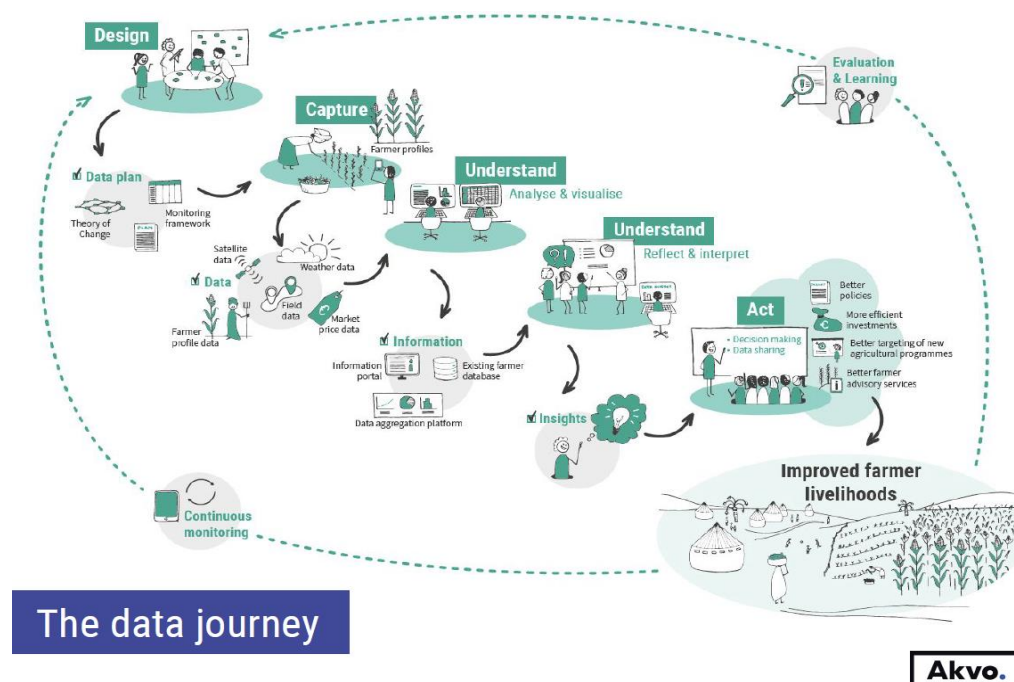 Design
Evaluation
& Learning
Capture
Farmer profiles
Understand
Analyse & visualise
Data plan
Theory of
Change
Monitoring
framework
Understand
Reflect & interpret
Satellite
data
Weather data
Data
Field
data
Farmer
profile data
Market
price data
Act
Decision making
Data sharing
Better
policies
More efficient
investments
Better targeting of new
agricultural programmes
Better farmer
advisory services
Information
Information
portal
Existing farmer
database
Data aggregation platform
Insights
Improved farmer
livelihoods
Continuous
monitoring
The data journey
Akvo.